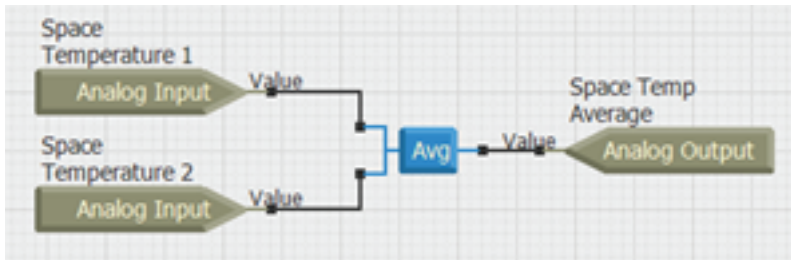 Space
Temperature 1
Analog Input
Value
Space
Temperature 2
Analog Input
Value
Avg
Value
Space Temp
Average
Analog Output